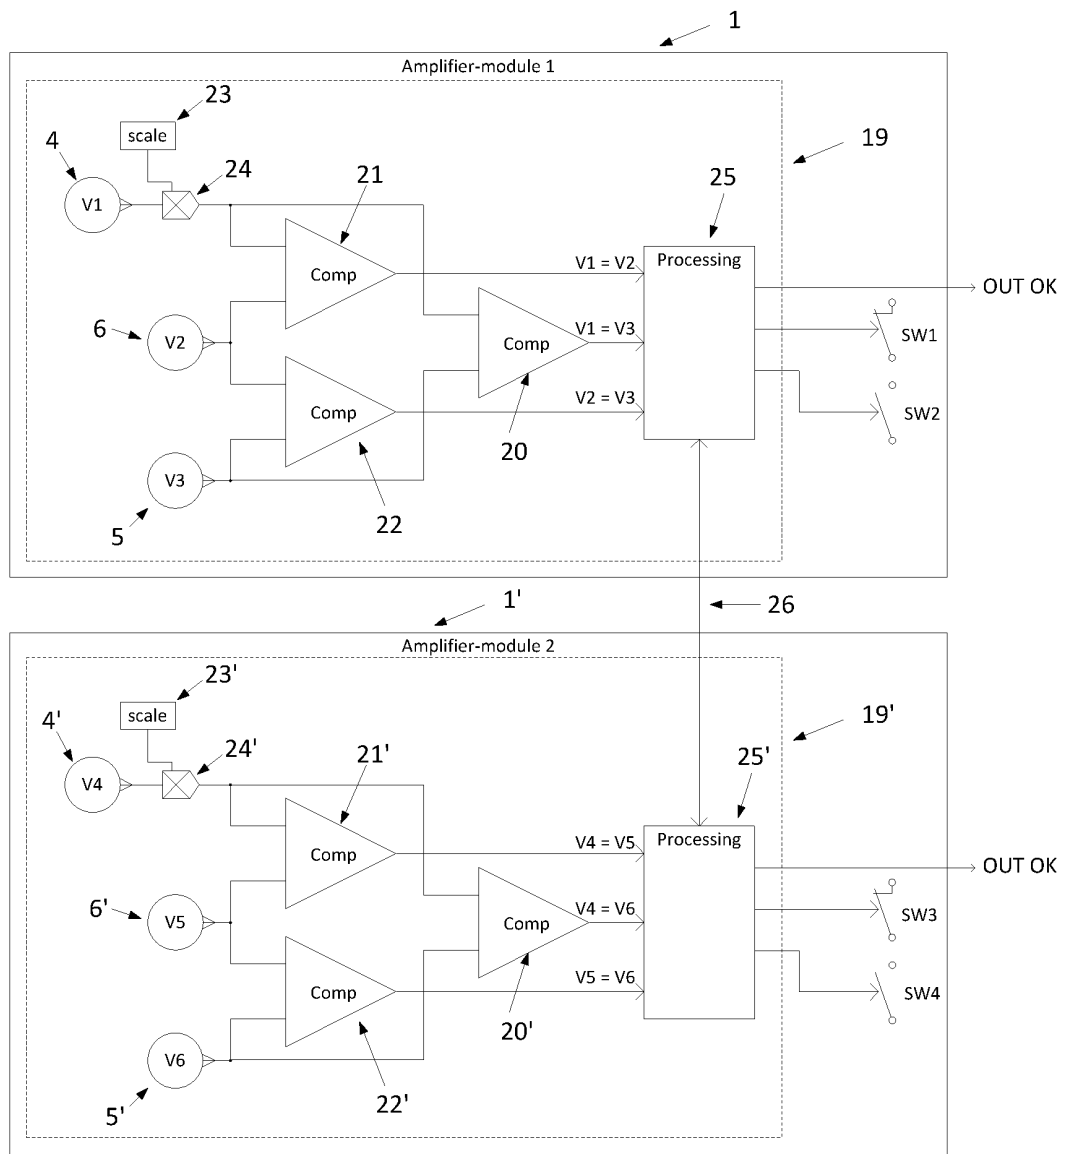 1
Amplifier-module 1
23
scale
4
24
21
19
25
V1
Comp
V1 = V2
Processing
OUT OK
6
V2
Comp
V1 = V3
SW1
Comp
V2 = V3
SW2
20
V3
22
5
26
1'
Amplifier-module 2
23'
scale
4'
24'
21'
19'
25'
V4
Comp
V4 = V5
Processing
OUT OK
6'
V5
Comp
V4 = V6
SW3
Comp
V5 = V6
SW4
20'
V6
22'
5'